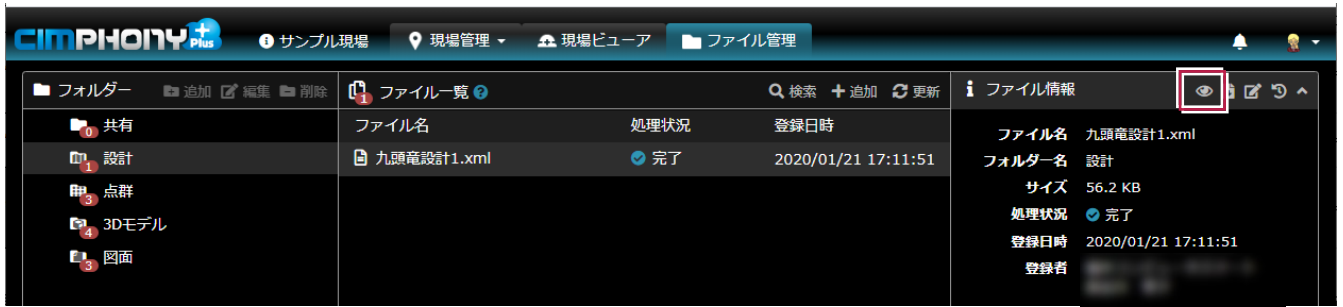 CIMPHONY Plus サンプル現場 現場管理 現場ビューア ファイル管理
フォルダー 追加 編集 削除 1 ファイル一覧 検索 追加 更新 ファイル情報
0 共有
1 設計
3 点群
4 3Dモデル
3 図面
ファイル名 処理状況 登録日時
九頭竜設計1.xml 完了 2020/01/21 17:11:51
ファイル名 九頭竜設計1.xml
フォルダー名 設計
サイズ 56.2 KB
処理状況 完了
登録日時 2020/01/21 17:11:51
登録者